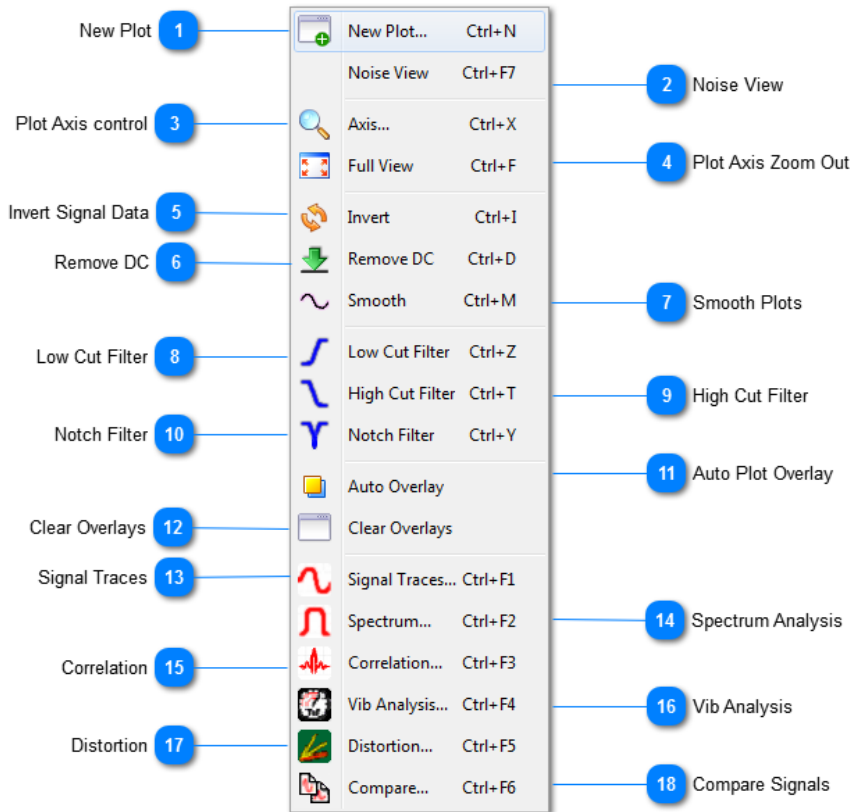 New Plot 1 New Plot... Ctrl+N
Noise View Ctrl+F7 2 Noise View
Plot Axis control 3 Axis... Ctrl+X
Full View Ctrl+F 4 Plot Axis Zoom Out
Invert Signal Data 5 Invert Ctrl+I
Remove DC 6 Remove DC Ctrl+D
Smooth Ctrl+M 7 Smooth Plots
Low Cut Filter 8 Low Cut Filter Ctrl+Z
High Cut Filter Ctrl+T 9 High Cut Filter
Notch Filter 10 Notch Filter Ctrl+Y
Auto Overlay 11 Auto Plot Overlay
Clear Overlays 12 Clear Overlays
Signal Traces 13 Signal Traces... Ctrl+F1
Spectrum... Ctrl+F2 14 Spectrum Analysis
Correlation 15 Correlation... Ctrl+F3
Vib Analysis... Ctrl+F4 16 Vib Analysis
Distortion 17 Distortion... Ctrl+F5
Compare... Ctrl+F6 18 Compare Signals